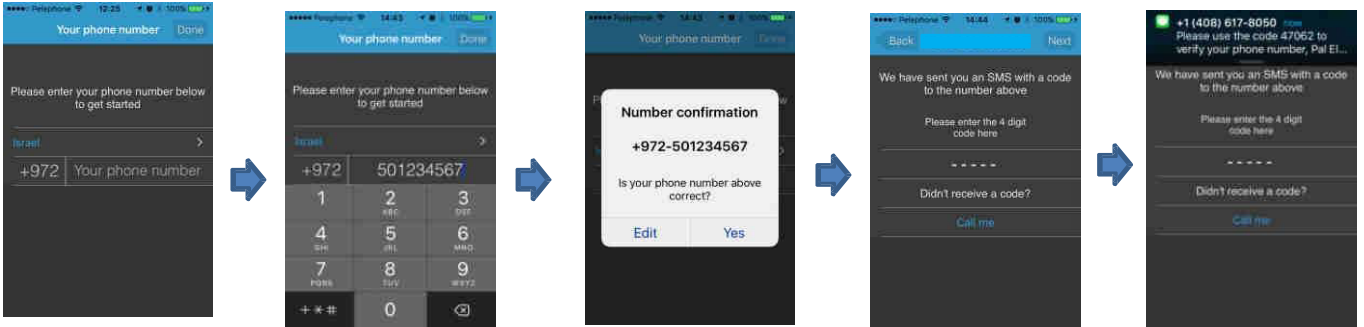 Pelephone 12:25 100%
Your phone number Done
Please enter your phone number below
to get started
Israel
+972 Your phone number
Pelephone 14:43 100%
Your phone number Done
Please enter your phone number below
to get started
Israel
+972 501234567
1 2 3
ABC DEF
4 5 6
GHI JKL MNO
7 8 9
PQRS TUV WXYZ
+ * # 0
Pelephone 14:43 100%
Your phone number Done
Number confirmation
+972-501234567
Is your phone number above
correct?
Edit Yes
Pelephone 14:44 100%
Back Next
We have sent you an SMS with a code
to the number above
Please enter the 4 digit
code here
- - - - -
Didn't receive a code?
Call me
+1 (408) 617-8050 now
Please use the code 47062 to
verify your phone number, Pal El...
We have sent you an SMS with a code
to the number above
Please enter the 4 digit
code here
- - - - -
Didn't receive a code?
Call me